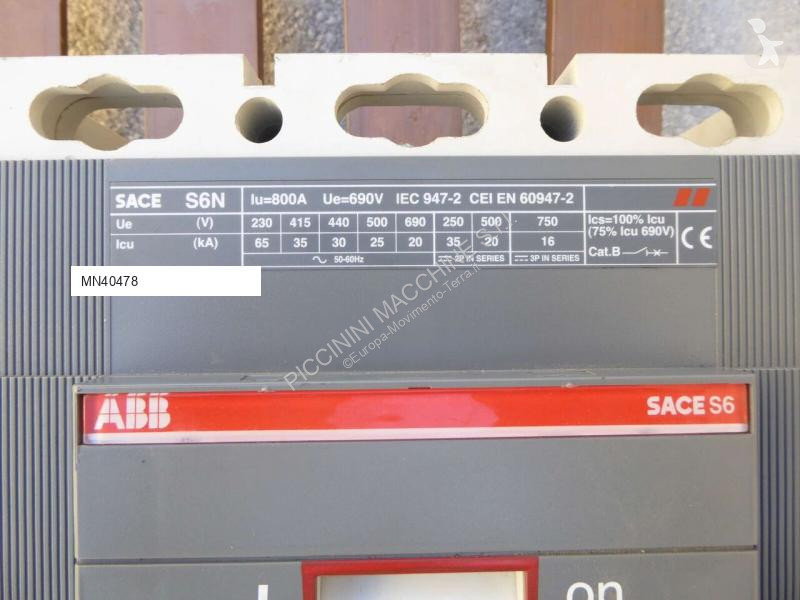 SACE S6N Iu=800A Ue=690V IEC 947-2 CEI EN 60947-2
Ue (V) 230 415 440 500 690 250 500 750 Ics=100% Icu
(75% Icu 690V)
Icu (kA) 65 35 30 25 20 35 20 16 Cat.B CE
50-60Hz 2P IN SERIES 3P IN SERIES
MN40478
PICCININI MACCHINE S.r.l.
©Europa-Movimento-Terra.it
ABB SACE S6
I on